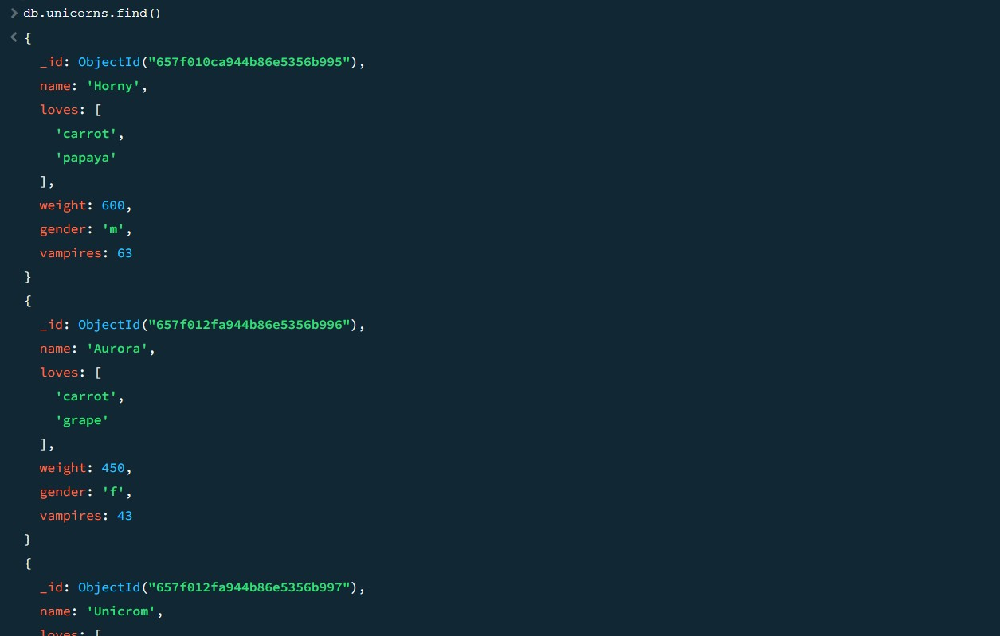 > db.unicorns.find()
< {
_id: ObjectId("657f010ca944b86e5356b995"),
name: 'Horny',
loves: [
'carrot',
'papaya'
],
weight: 600,
gender: 'm',
vampires: 63
}
{
_id: ObjectId("657f012fa944b86e5356b996"),
name: 'Aurora',
loves: [
'carrot',
'grape'
],
weight: 450,
gender: 'f',
vampires: 43
}
{
_id: ObjectId("657f012fa944b86e5356b997"),
name: 'Unicrom',
loves: [